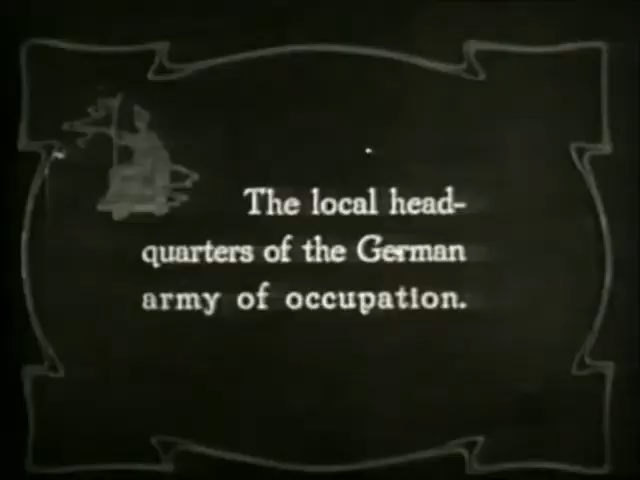 The local head-
quarters of the German
army of occupation.